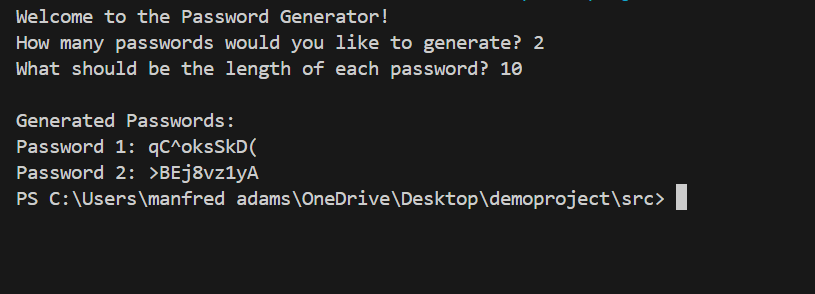 Welcome to the Password Generator!
How many passwords would you like to generate? 2
What should be the length of each password? 10
Generated Passwords:
Password 1: qC^oksSkD(
Password 2: >BEj8vz1yA
PS C:\Users\manfred adams\OneDrive\Desktop\demoproject\src>